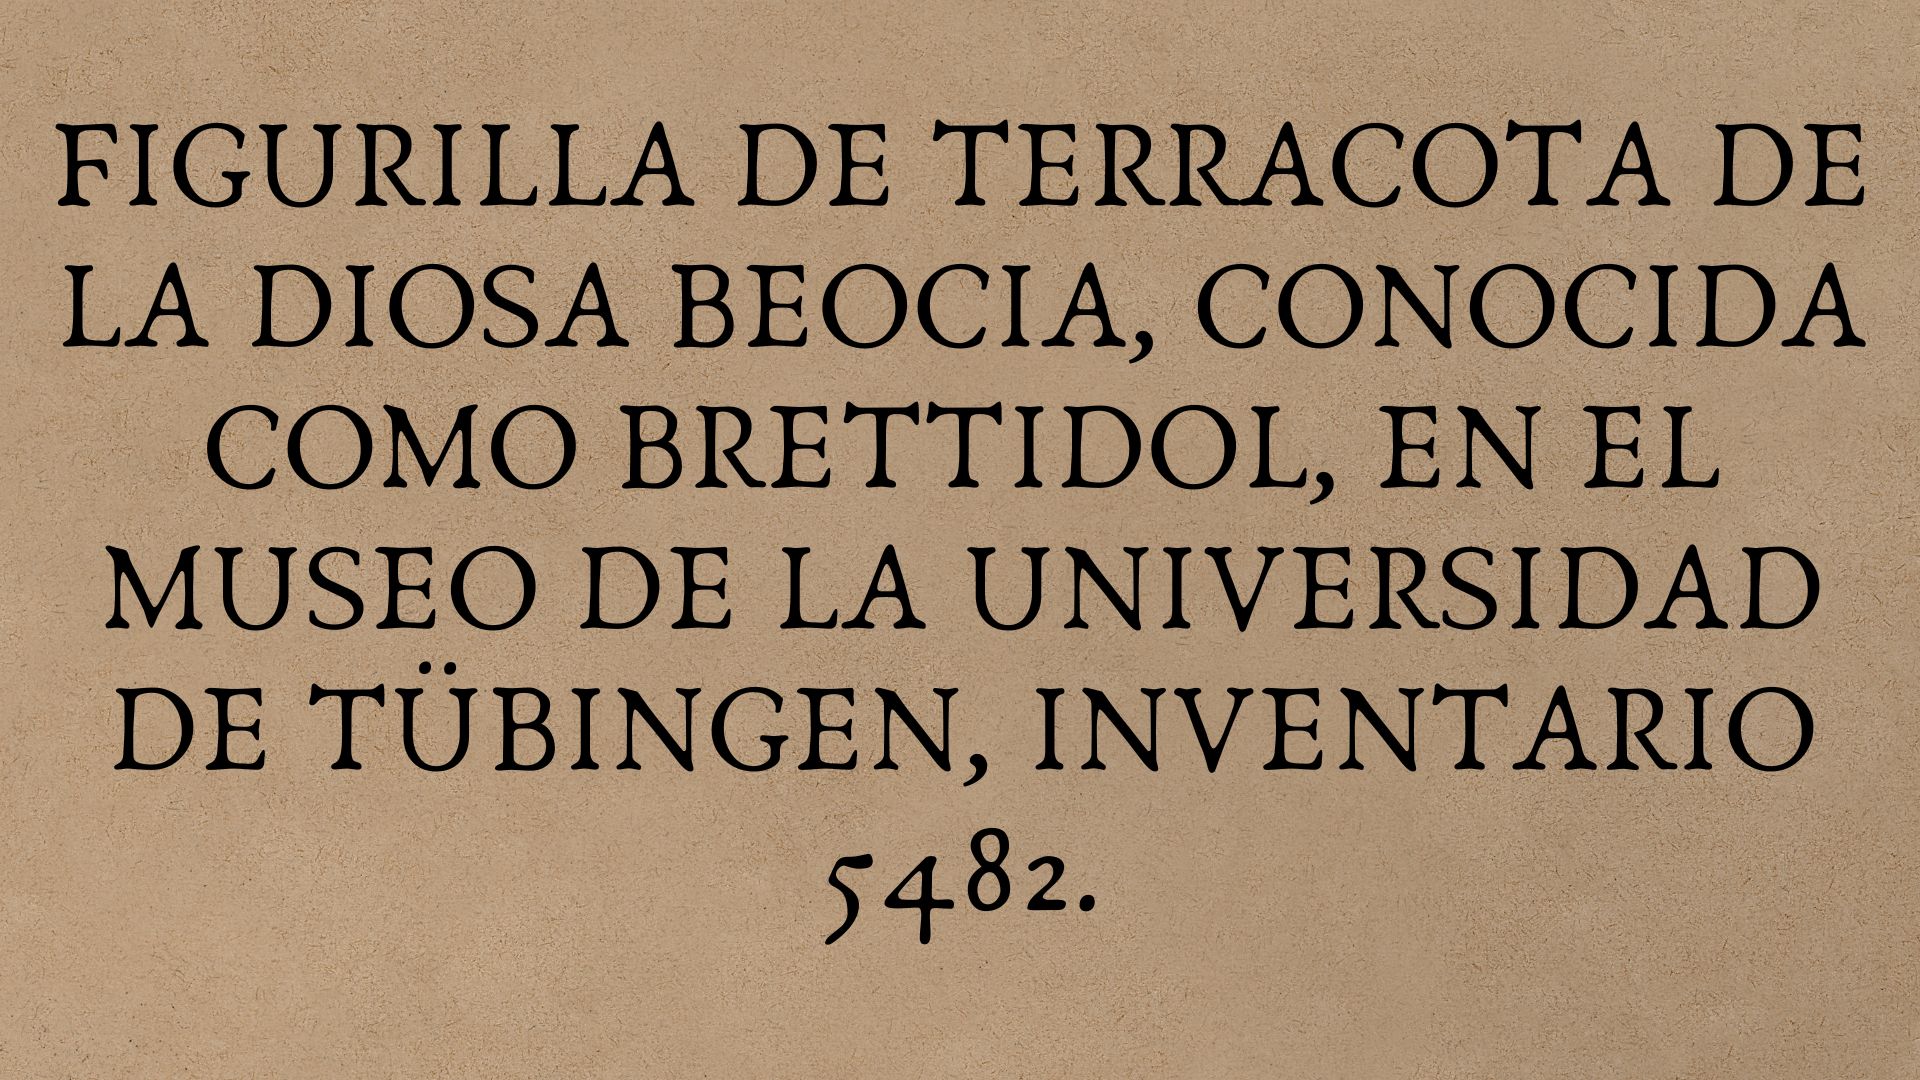 FIGURILLA DE TERRACOTA DE
LA DIOSA BEOCIA, CONOCIDA
COMO BRETTIDOL, EN EL
MUSEO DE LA UNIVERSIDAD
DE TÜBINGEN, INVENTARIO
5482.